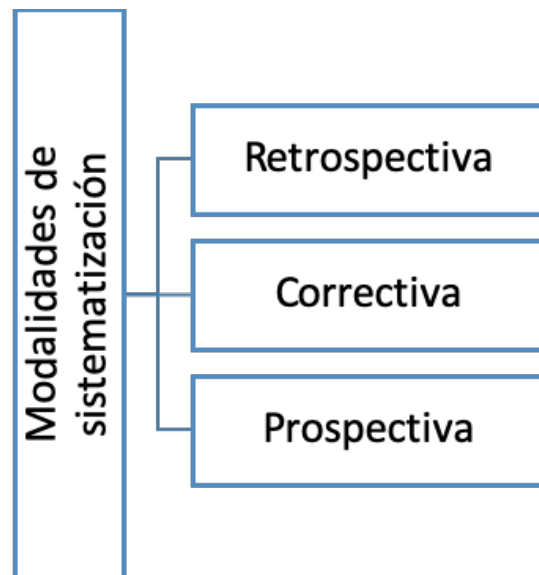 Modalidades de
sistematización
Retrospectiva
Correctiva
Prospectiva